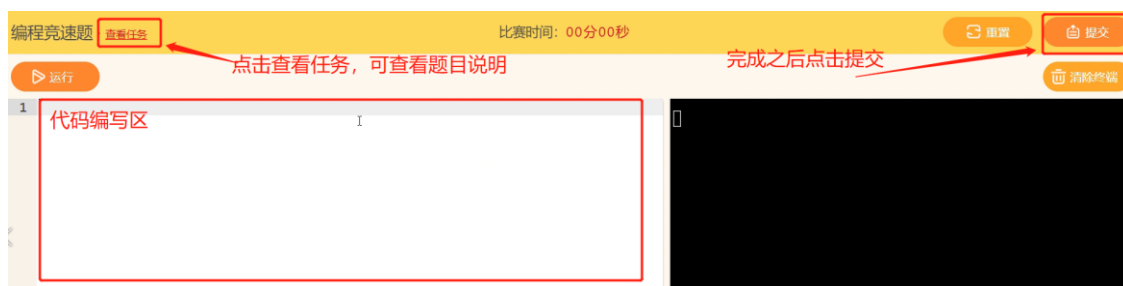 编程竞速题 查看任务 比赛时间：00分00秒 重置 提交
点击查看任务，可查看题目说明 完成之后点击提交
运行 清除终端
1 代码编写区